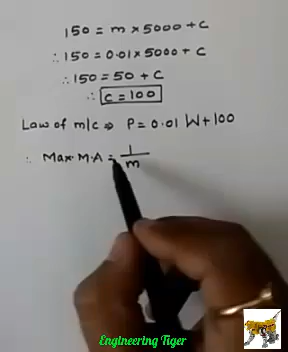 150 = m × 5000 + C
∴ 150 = 0.01 × 5000 + C
∴ 150 = 50 + C
∴ C = 100
Law of m/c ⇒ P = 0.01 W + 100
∴ Max. M.A = 1/m
Engineering Tiger